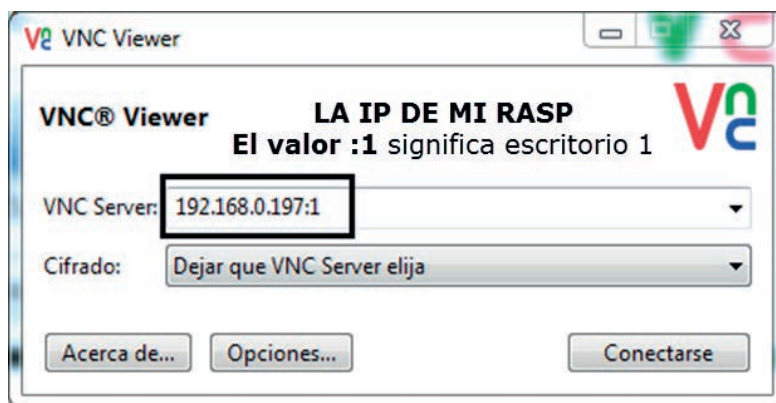 VNC Viewer
VNC® Viewer
LA IP DE MI RASP
El valor :1 significa escritorio 1
VNC Server: 192.168.0.197:1
Cifrado: Dejar que VNC Server elija
Acerca de... Opciones... Conectarse